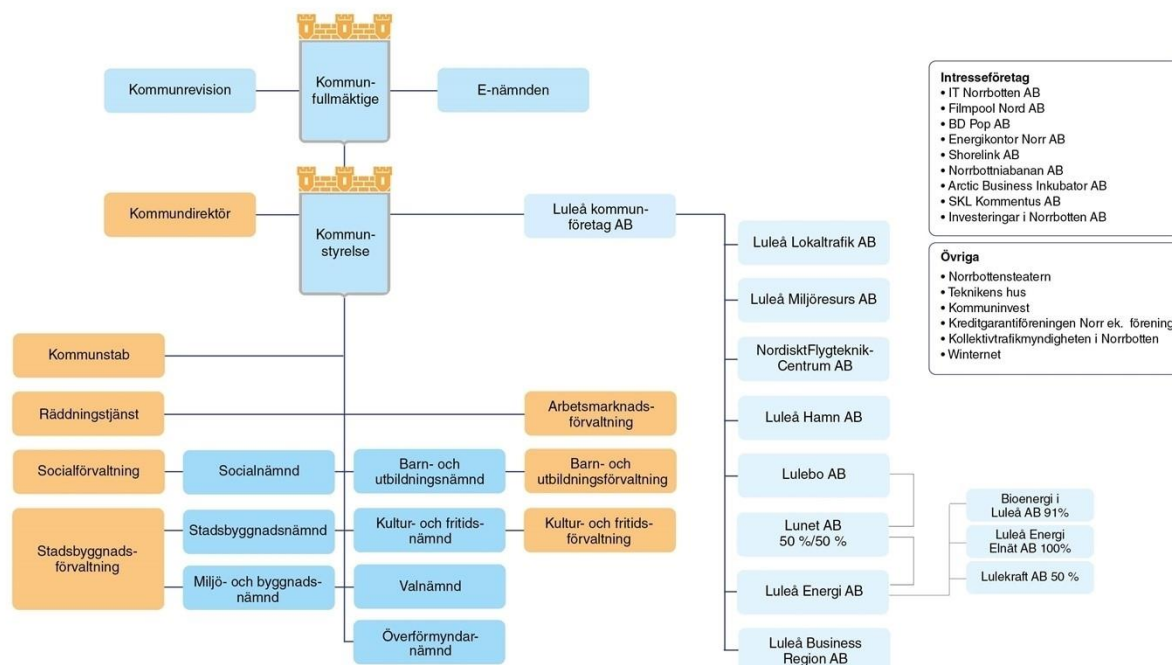 Kommunrevision
Kommun-
fullmäktige
E-nämnden
Kommundirektör
Kommun-
styrelse
Luleå kommun-
företag AB
Kommunstab
Räddningstjänst
Arbetsmarknads-
förvaltning
Socialförvaltning
Socialnämnd
Barn- och
utbildningsnämnd
Barn- och
utbildningsförvaltning
Stadsbyggnads-
förvaltning
Stadsbyggnadsnämnd
Kultur- och fritids-
nämnd
Kultur- och fritids-
förvaltning
Miljö- och byggnads-
nämnd
Valnämnd
Överförmyndar-
nämnd
Luleå Lokaltrafik AB
Luleå Miljöresurs AB
NordisktFlygteknik-
Centrum AB
Luleå Hamn AB
Lulebo AB
Lunet AB
50 %/50 %
Luleå Energi AB
Luleå Business
Region AB
Bioenergi i
Luleå AB 91%
Luleå Energi
Elnät AB 100%
Lulekraft AB 50 %
Intresseföretag
• IT Norrbotten AB
• Filmpool Nord AB
• BD Pop AB
• Energikontor Norr AB
• Shorelink AB
• Norrbottniabanan AB
• Arctic Business Inkubator AB
• SKL Kommentus AB
• Investeringar i Norrbotten AB
Övriga
• Norrbottensteatern
• Teknikens hus
• Kommuninvest
• Kreditgarantiföreningen Norr ek. förening
• Kollektivtrafikmyndigheten i Norrbotten
• Winternet